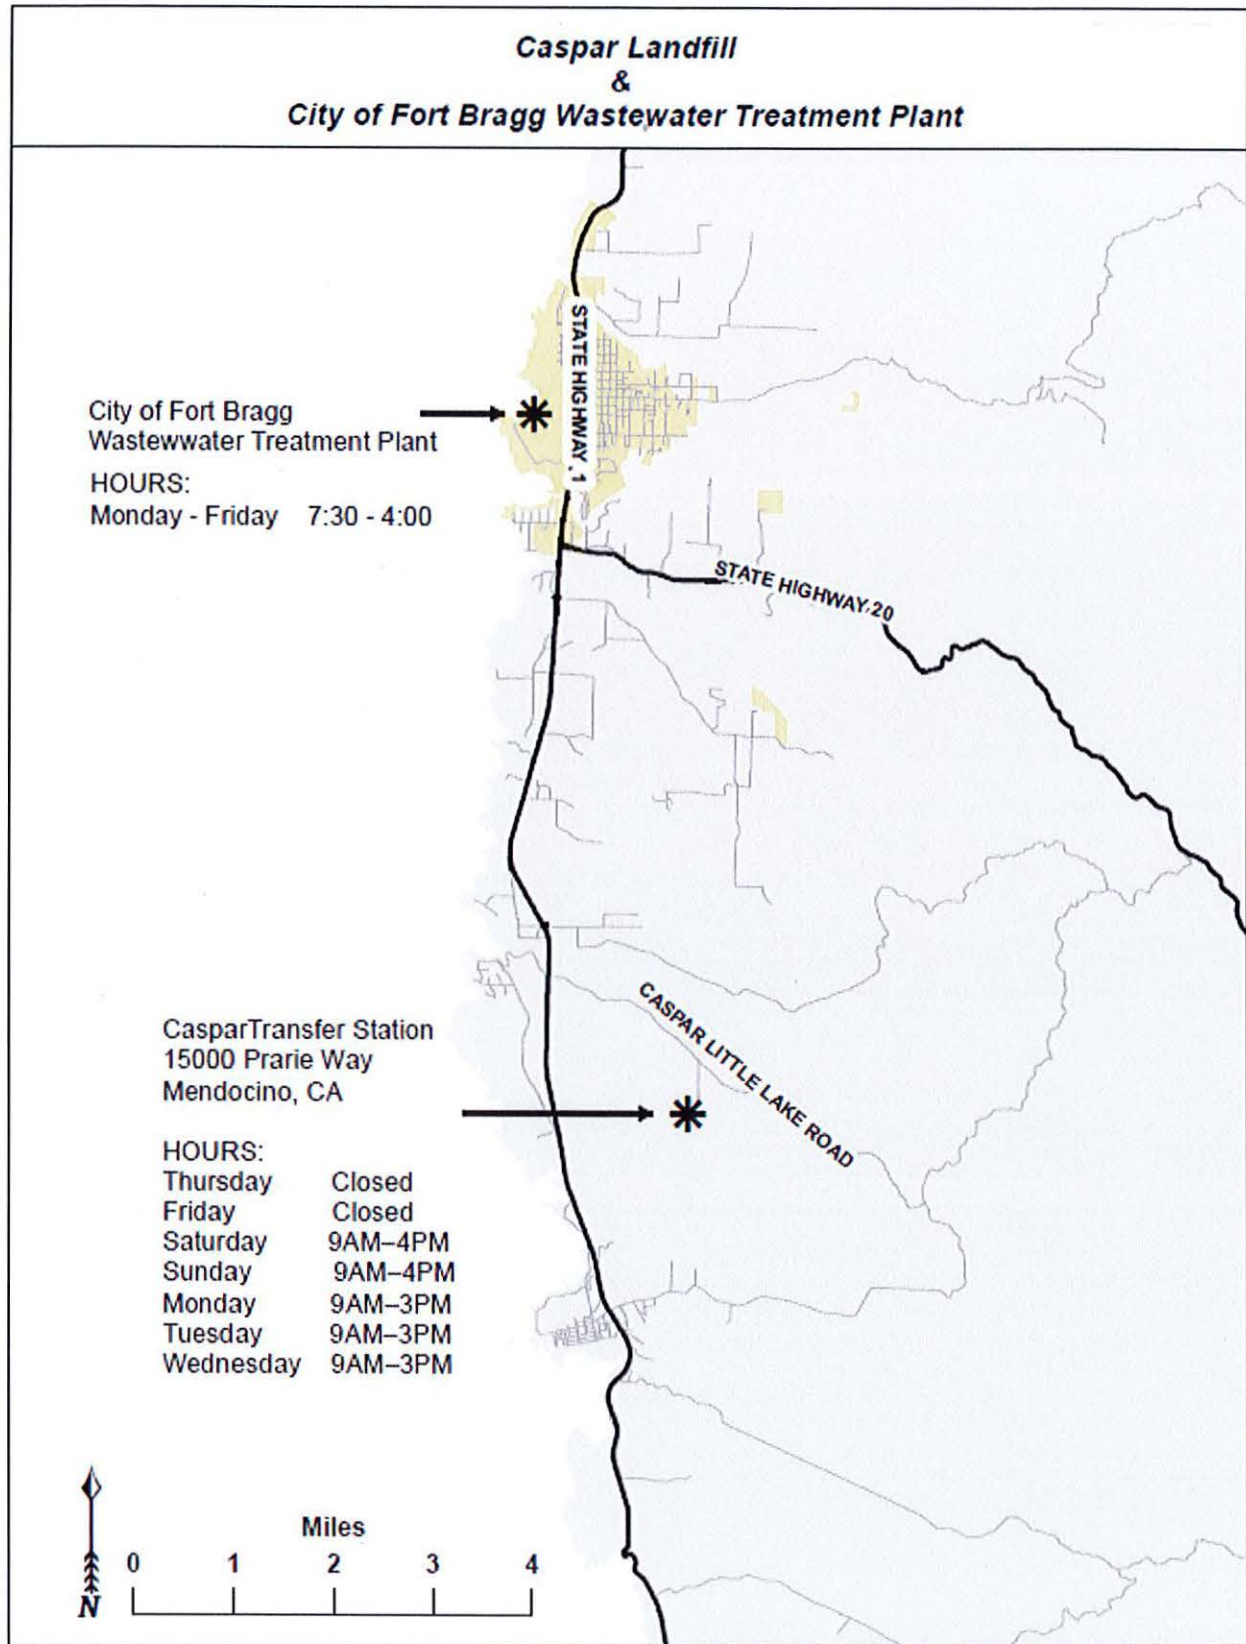 Caspar Landfill
&
City of Fort Bragg Wastewater Treatment Plant
STATE HIGHWAY 1
City of Fort Bragg
Wastewwater Treatment Plant
HOURS:
Monday - Friday 7:30 - 4:00
STATE HIGHWAY 20
CASPAR LITTLE LAKE ROAD
CasparTransfer Station
15000 Prarie Way
Mendocino, CA
HOURS:
Thursday Closed
Friday Closed
Saturday 9AM–4PM
Sunday 9AM–4PM
Monday 9AM–3PM
Tuesday 9AM–3PM
Wednesday 9AM–3PM
Miles
0 1 2 3 4
N